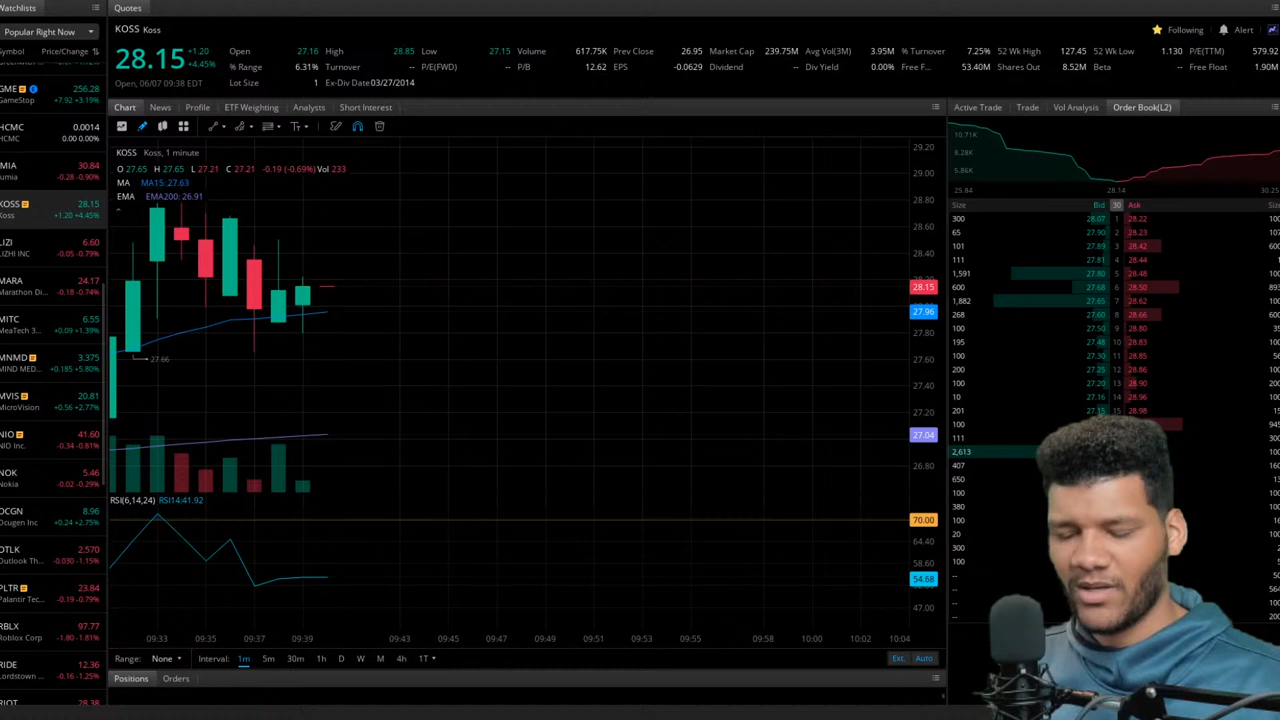 Watchlists
Popular Right Now
Symbol Price/Change
GME 256.28
GameStop +7.92 +3.19%
HCMC 0.0014
HCMC 0.00 0.00%
JMIA 30.84
Jumia -0.28 -0.90%
KOSS 28.15
Koss +1.20 +4.45%
LIZI 6.60
LIZHI INC -0.05 -0.79%
MARA 24.17
Marathon Di... -0.18 -0.74%
MITC 6.55
MeaTech 3... +0.09 +1.39%
MNMD 3.375
MIND MED... +0.185 +5.80%
MVIS 20.81
MicroVision +0.56 +2.77%
NIO 41.60
NIO Inc. -0.34 -0.81%
NOK 5.46
Nokia -0.02 -0.29%
OCGN 8.96
Ocugen Inc +0.24 +2.75%
OTLK 2.570
Outlook Th... -0.030 -1.15%
PLTR 23.84
Palantir Tec... -0.19 -0.79%
RBLX 97.77
Roblox Corp -1.80 -1.81%
RIDE 12.36
Lordstown ... -0.16 -1.25%
RIOT 28.38
Quotes
KOSS Koss
Following Alert
28.15 +1.20 +4.45%
Open, 06/07 09:38 EDT
Open 27.16 High 28.85 Low 27.15 Volume 617.75K Prev Close 26.95 Market Cap 239.75M Avg Vol(3M) 3.95M % Turnover 7.25% 52 Wk High 127.45 52 Wk Low 1.130 P/E(TTM) 579.92
% Range 6.31% Turnover -- P/E(FWD) -- P/B 12.62 EPS -0.0629 Dividend -- Div Yield 0.00% Free F... 53.40M Shares Out 8.52M Beta -- Free Float 1.90M
Lot Size 1 Ex-Div Date 03/27/2014
Chart News Profile ETF Weighting Analysts Short Interest
KOSS Koss, 1 minute
O 27.65 H 27.65 L 27.21 C 27.21 -0.19 (-0.69%) Vol 233
MA MA15: 27.63
EMA EMA200: 26.91
27.66
29.20
29.00
28.80
28.60
28.40
28.15
27.96
27.80
27.60
27.40
27.20
27.04
26.80
RSI(6,14,24) RSI14:41.92
70.00
64.40
58.60
54.68
47.00
09:33 09:35 09:37 09:39 09:43 09:45 09:47 09:49 09:51 09:53 09:55 09:58 10:00 10:02 10:04
Range: None Interval: 1m 5m 30m 1h D W M 4h 1T Ext. Auto
Positions Orders
Active Trade Trade Vol Analysis Order Book(L2)
10.71K
8.28K
5.86K
25.84 28.14 30.25
Size Bid 30 Ask Size
300 28.07 1 28.22
65 27.90 2 28.23
101 27.89 3 28.42
111 27.81 4 28.44
1,591 27.80 5 28.48
600 27.68 6 28.50
1,882 27.65 7 28.62
268 27.60 8 28.66
100 27.50 9 28.80
195 27.48 10 28.83
100 27.30 11 28.85
200 27.25 12 28.86
100 27.20 13 28.90
10 27.16 14 28.96
201 27.15 15 28.98
100
111
2,613
407
650
100
380
100
20
300
100
--
--
--